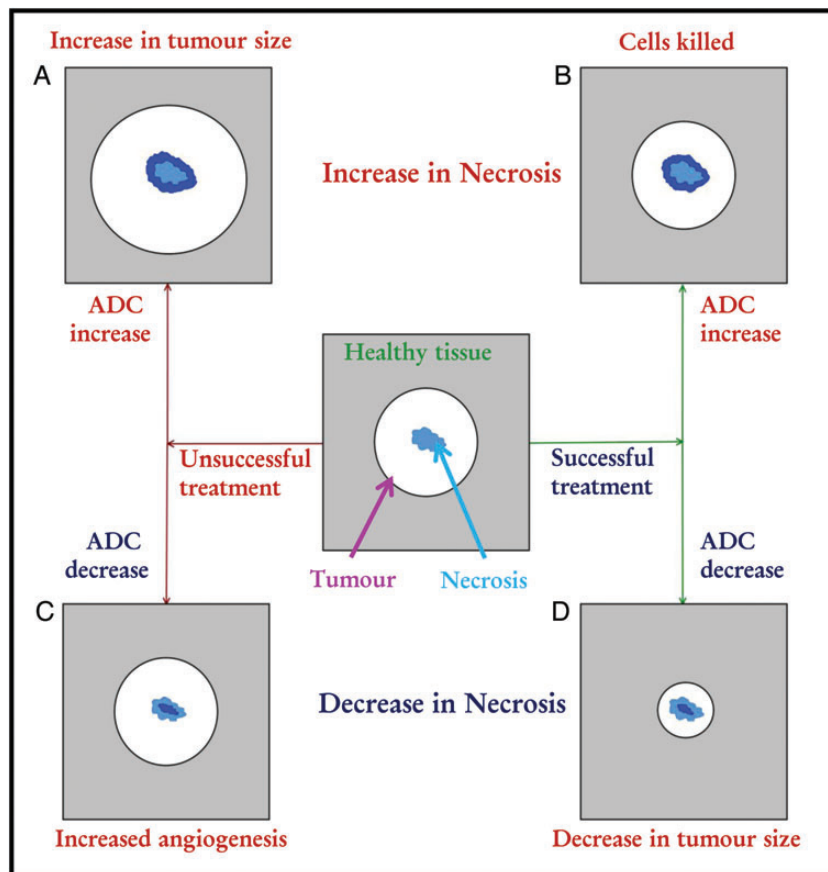 Increase in tumour size
Cells killed
A
B
Increase in Necrosis
ADC
increase
ADC
increase
Healthy tissue
Unsuccessful
treatment
Successful
treatment
ADC
decrease
ADC
decrease
Tumour
Necrosis
C
D
Decrease in Necrosis
Increased angiogenesis
Decrease in tumour size